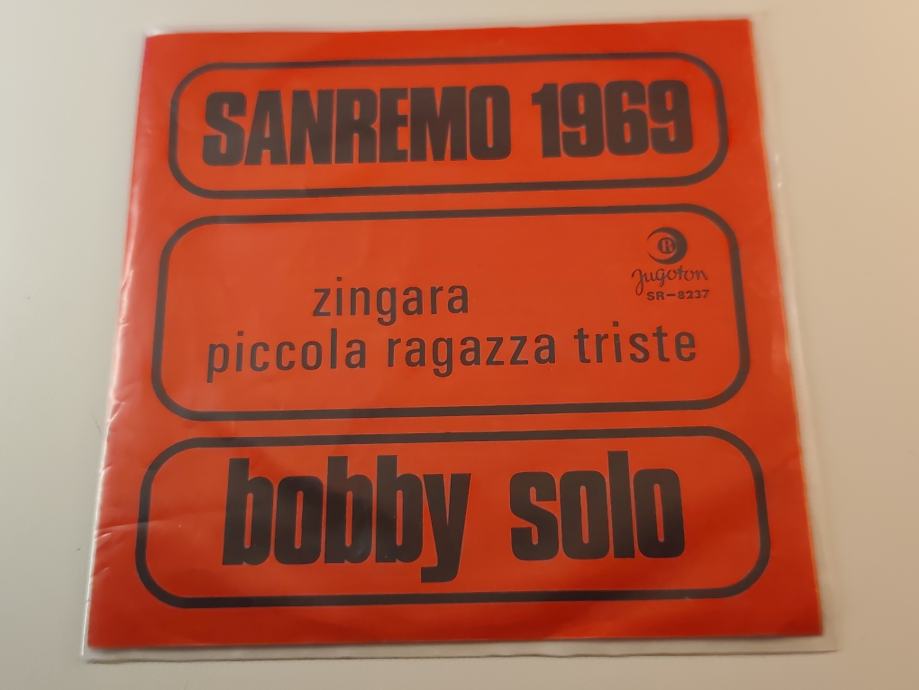 SANREMO 1969
R
Jugoton
SR-8237
zingara
piccola ragazza triste
bobby solo